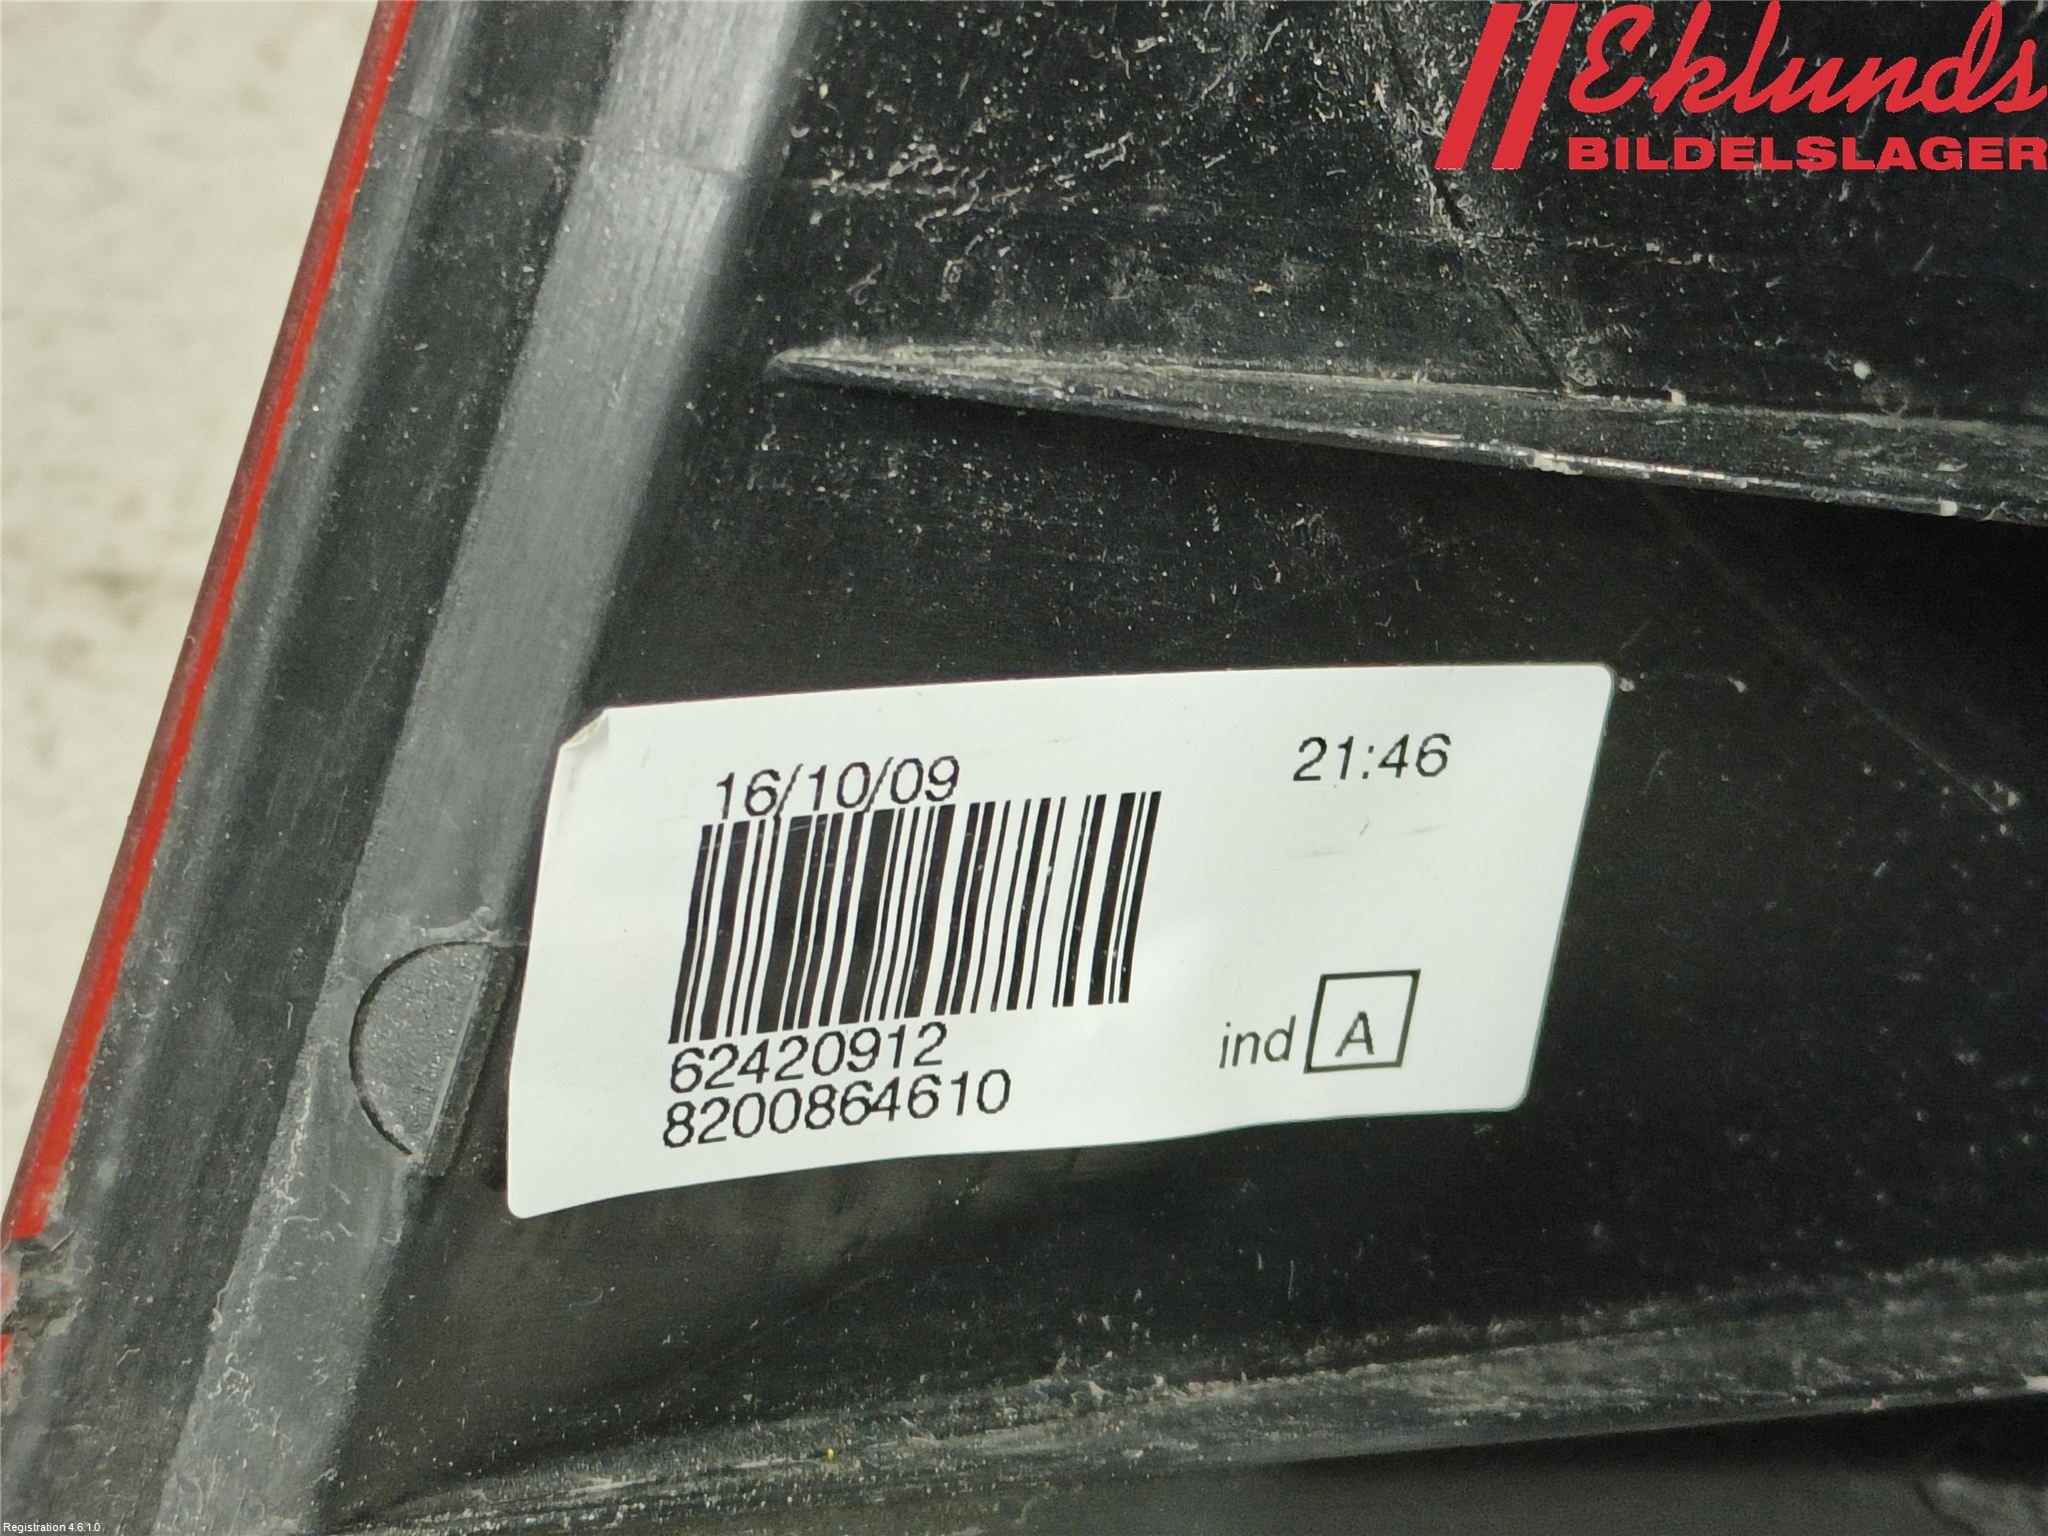 Eklunds
BILDELSLAGER
16/10/09
21:46
62420912
8200864610
ind A
Registration 4.6.1.0